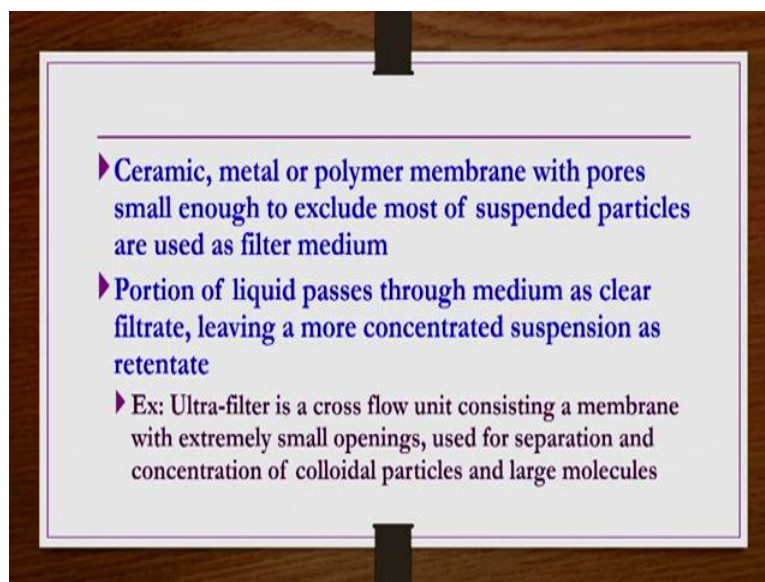 Ceramic, metal or polymer membrane with pores
small enough to exclude most of suspended particles
are used as filter medium
Portion of liquid passes through medium as clear
filtrate, leaving a more concentrated suspension as
retentate
Ex: Ultra-filter is a cross flow unit consisting a membrane
with extremely small openings, used for separation and
concentration of colloidal particles and large molecules